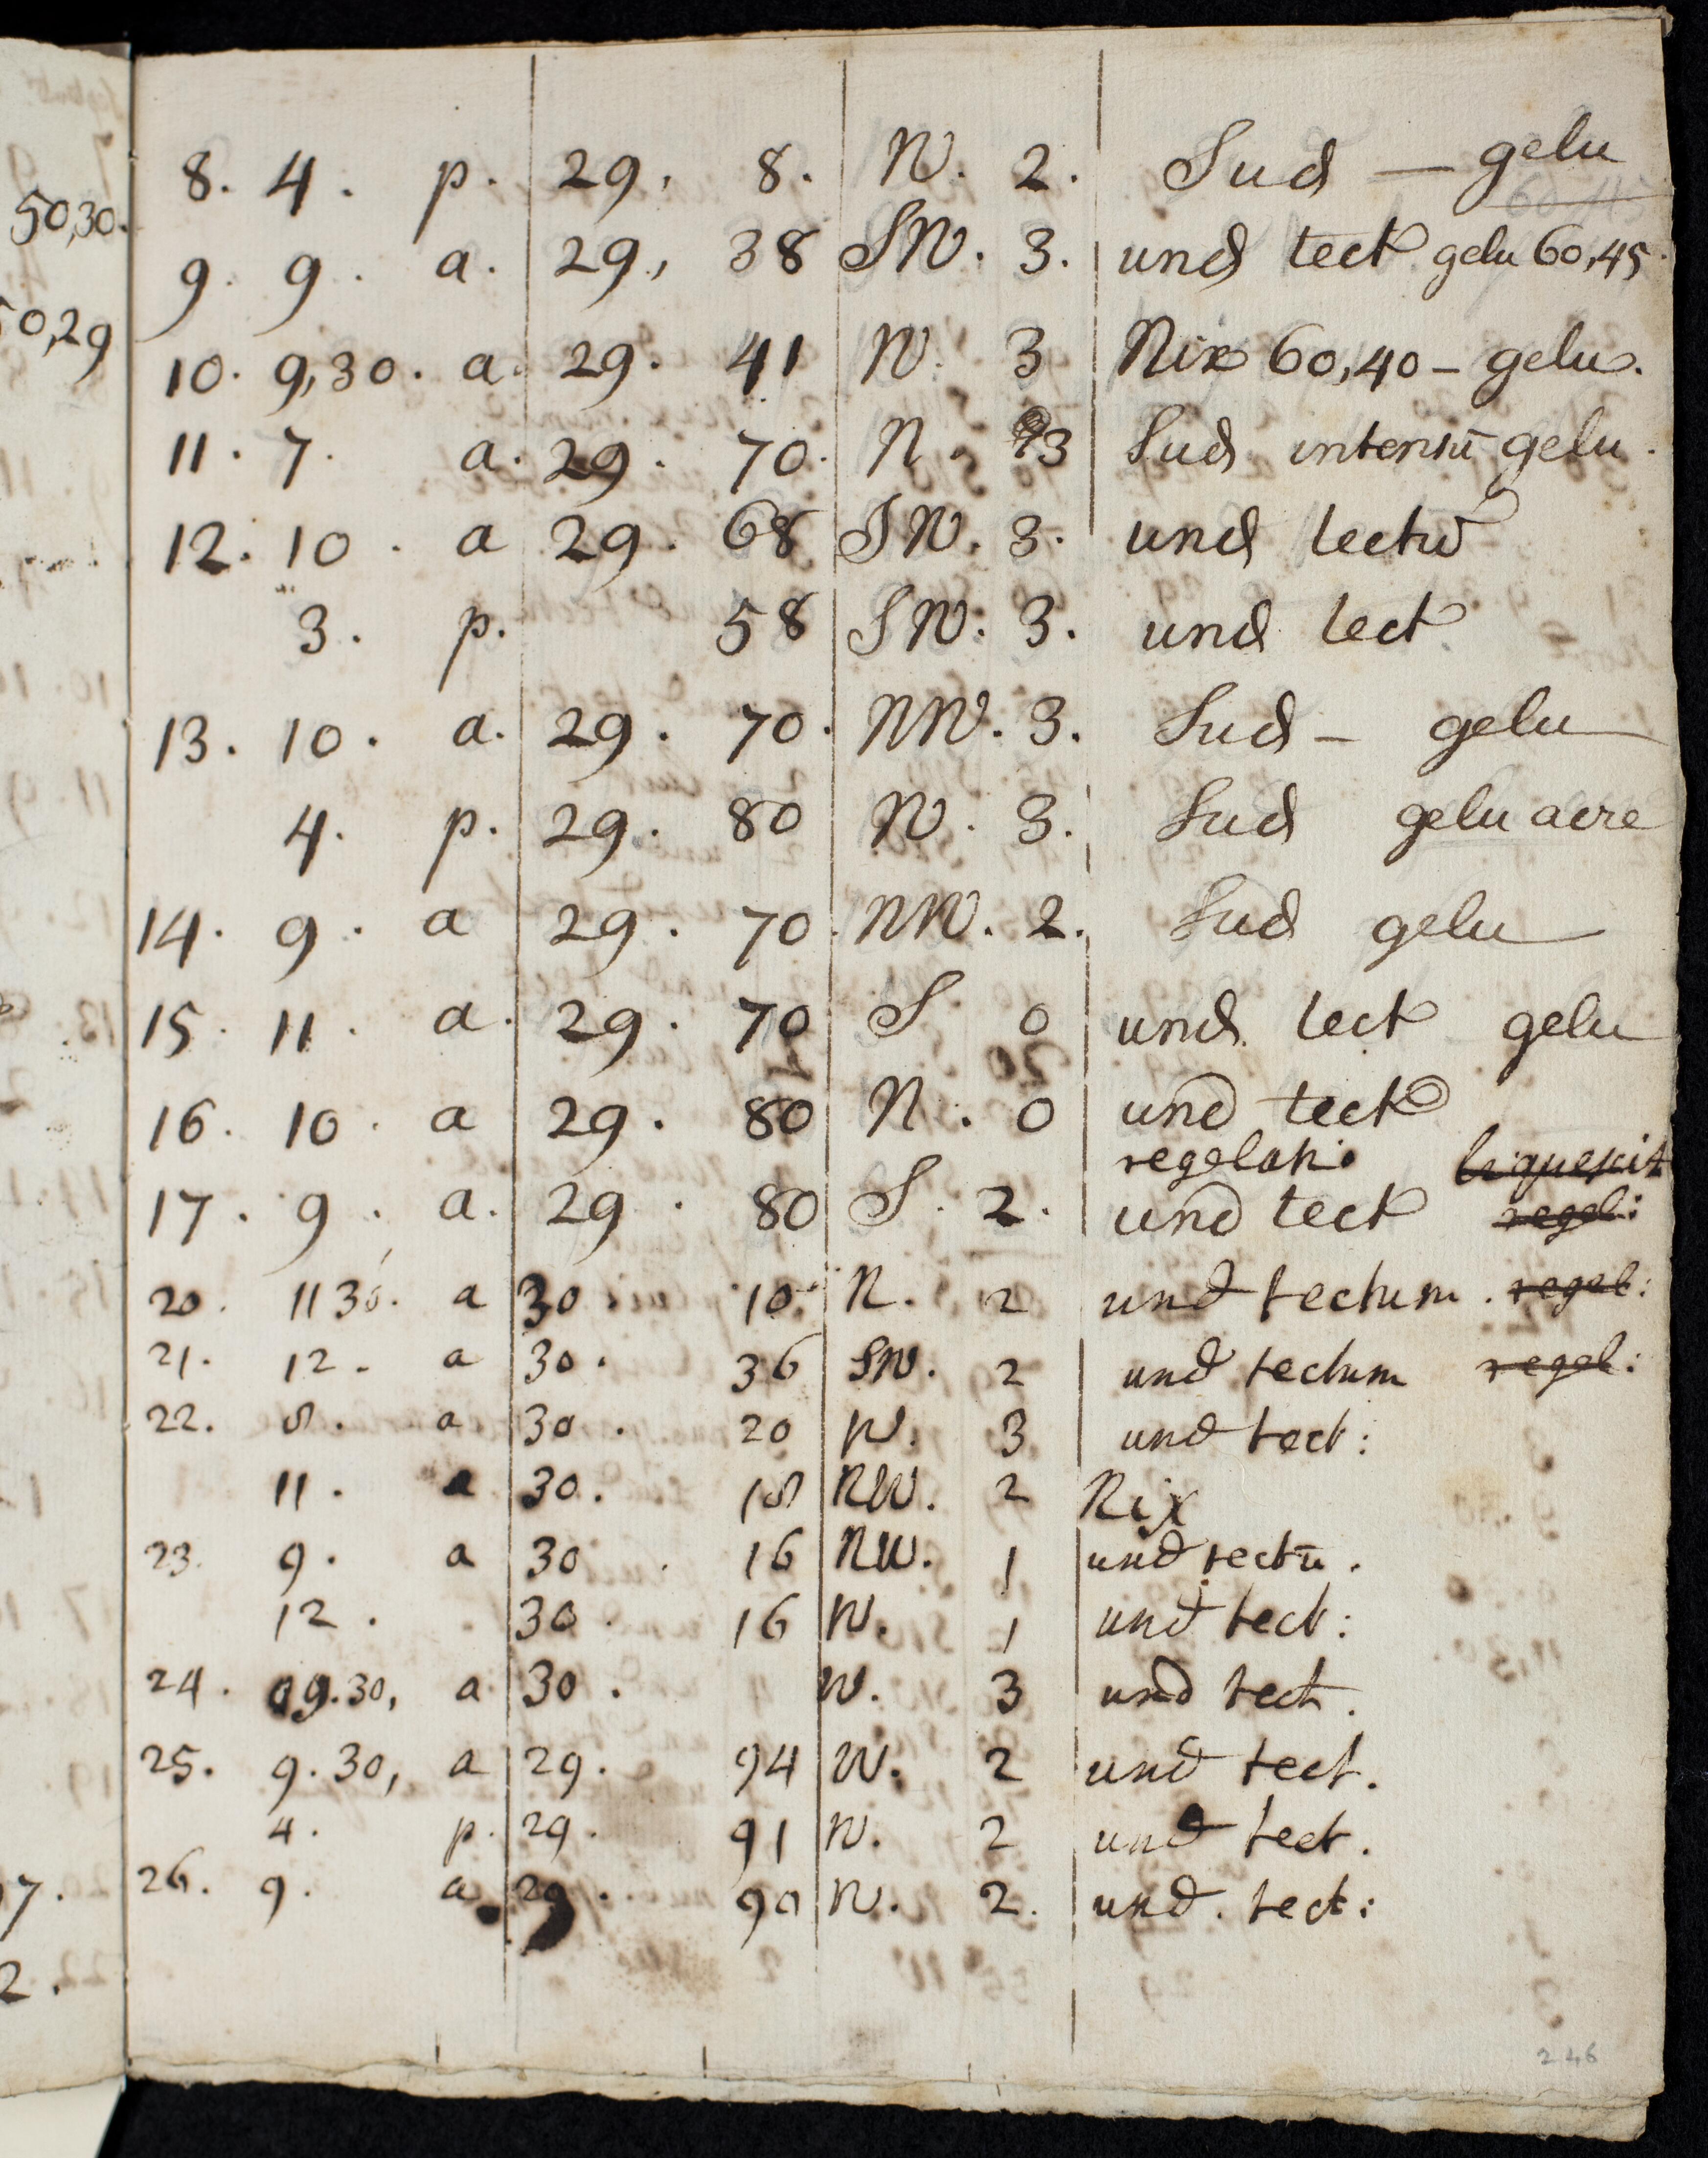 50,30.
50,29
7.
2.
8. 4. p. 29, 8. W. 2. Sud — gelu
9. 9. a. 29, 38 SW. 3. und tect gelu 60,45.
10. 9,30. a. 29. 41 W. 3 Nix 60,40 – gelu.
11. 7. a. 29. 70. N. 3 Sud intensū gelu.
12. 10. a 29. 68 SW. 3. und tectū
3. p. 58 SW. 3. und tect
13. 10. a. 29. 70. NW. 3. Sud – gelu
4. p. 29. 80 W. 3. Sud gelu acre
14. 9. a 29. 70. NW. 2. Sud gelu
15. 11. a. 29. 70 S 0 und tect gelu
16. 10. a 29. 80 N. 0 und tect
regelatio liquescit
17. 9. a. 29. 80 S. 2. und tect regel:
20. 11 30. a 30. 10. N. 2 und tectum. regel:
21. 12. a 30. 36 SW. 2 und tectum regel:
22. 8. a 30. 20 W. 3 und tect:
11. a 30. 18 NW. 2 Nix
23. 9. a 30. 16 NW. 1 und tectū.
12. 30. 16 W. 1 und tect:
24. 9.30, a 30. W. 3 und tect.
25. 9.30, a 29. 94 W. 2 und tect.
4. p. 29. 91 W. 2 und tect.
26. 9. a 29. 90 W. 2. und. tect:
246